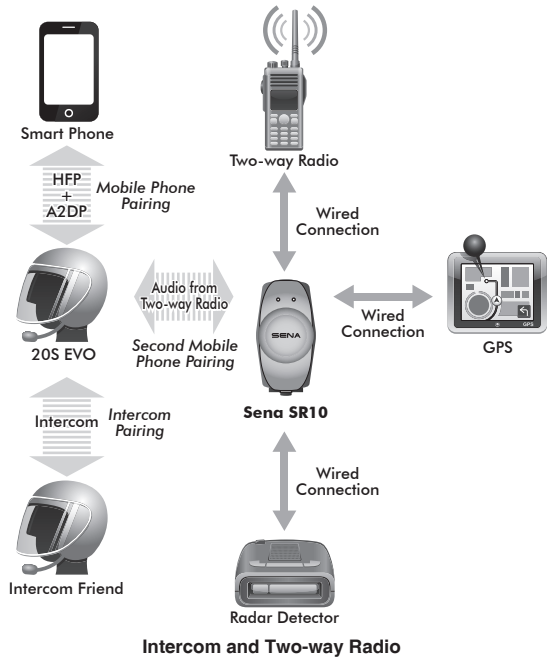 Smart Phone
Two-way Radio
HFP
+
A2DP
Mobile Phone
Pairing
Wired
Connection
20S EVO
Audio from
Two-way Radio
Second Mobile
Phone Pairing
SENA
Sena SR10
Wired
Connection
GPS
GPS
Intercom
Intercom
Pairing
Wired
Connection
Intercom Friend
Radar Detector
Intercom and Two-way Radio